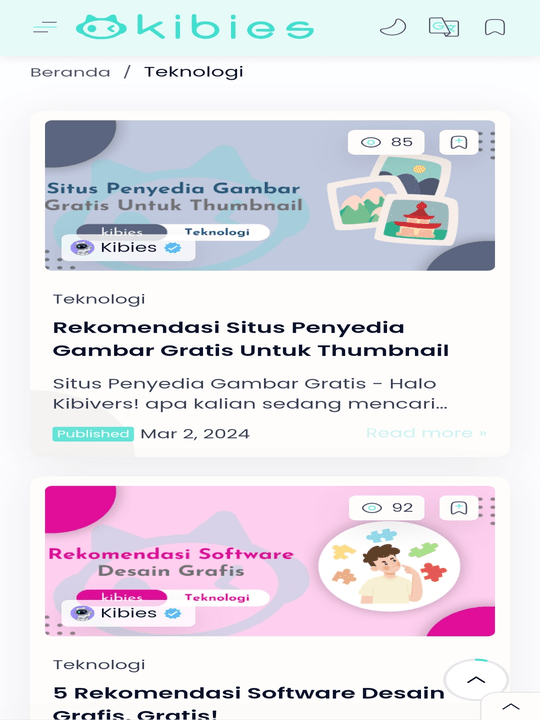 kibies
Beranda / Teknologi
85
Situs Penyedia Gambar
Gratis Untuk Thumbnail
kibies Teknologi
Kibies
Teknologi
Rekomendasi Situs Penyedia
Gambar Gratis Untuk Thumbnail
Situs Penyedia Gambar Gratis - Halo
Kibivers! apa kalian sedang mencari...
Published Mar 2, 2024 Read more »
92
Rekomendasi Software
Desain Grafis
kibies Teknologi
Kibies
Teknologi
5 Rekomendasi Software Desain
Grafis, Gratis!